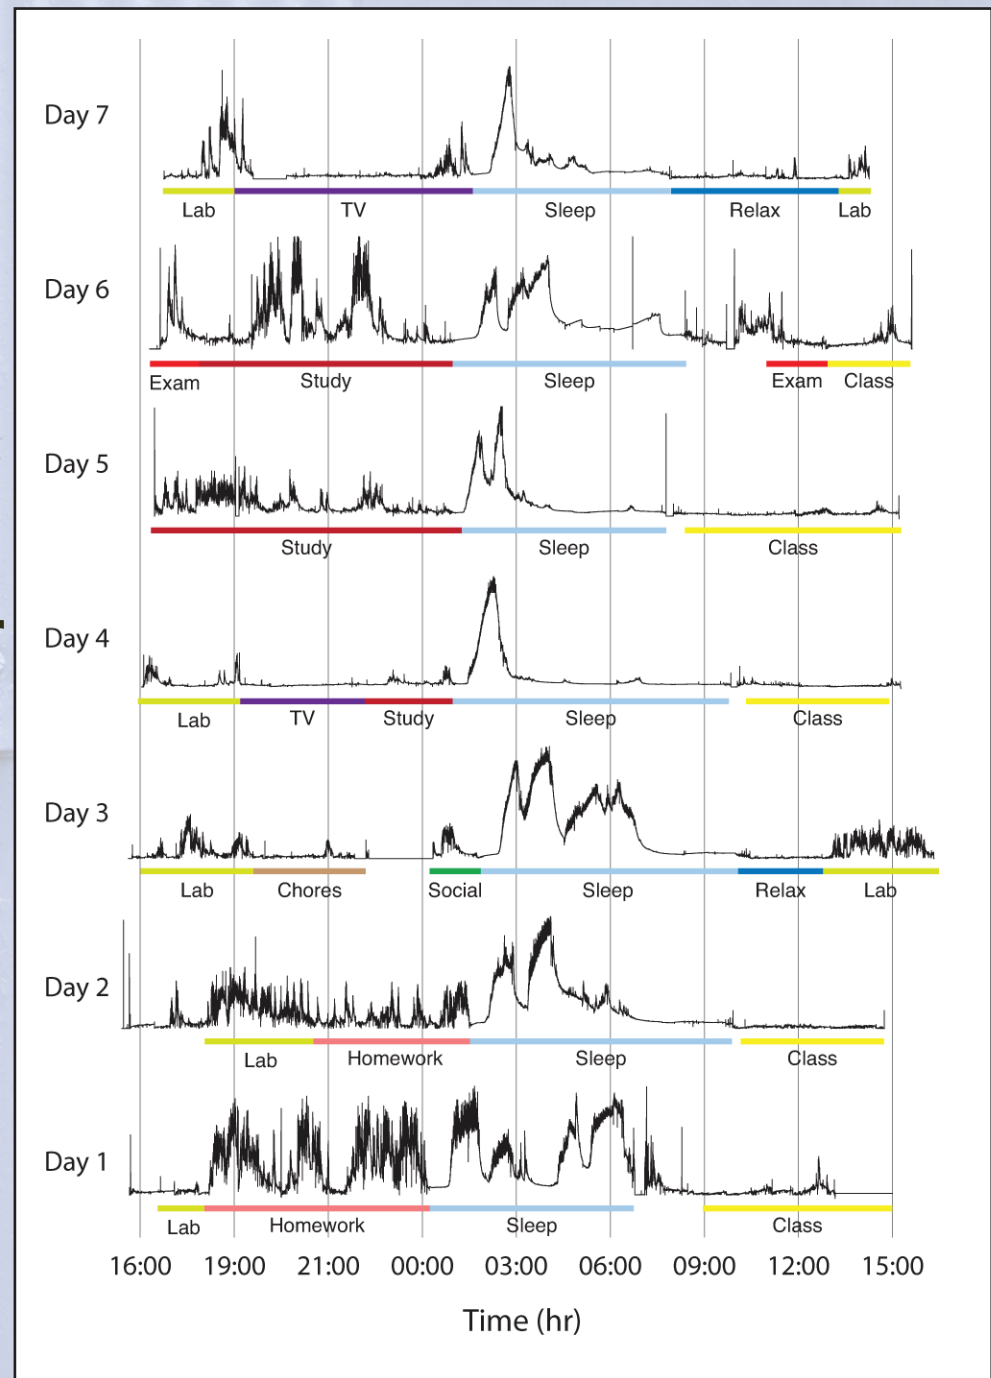 Day 7
Lab TV Sleep Relax Lab
Day 6
Exam Study Sleep Exam Class
Day 5
Study Sleep Class
Day 4
Lab TV Study Sleep Class
Day 3
Lab Chores Social Sleep Relax Lab
Day 2
Lab Homework Sleep Class
Day 1
Lab Homework Sleep Class
16:00 19:00 21:00 00:00 03:00 06:00 09:00 12:00 15:00
Time (hr)